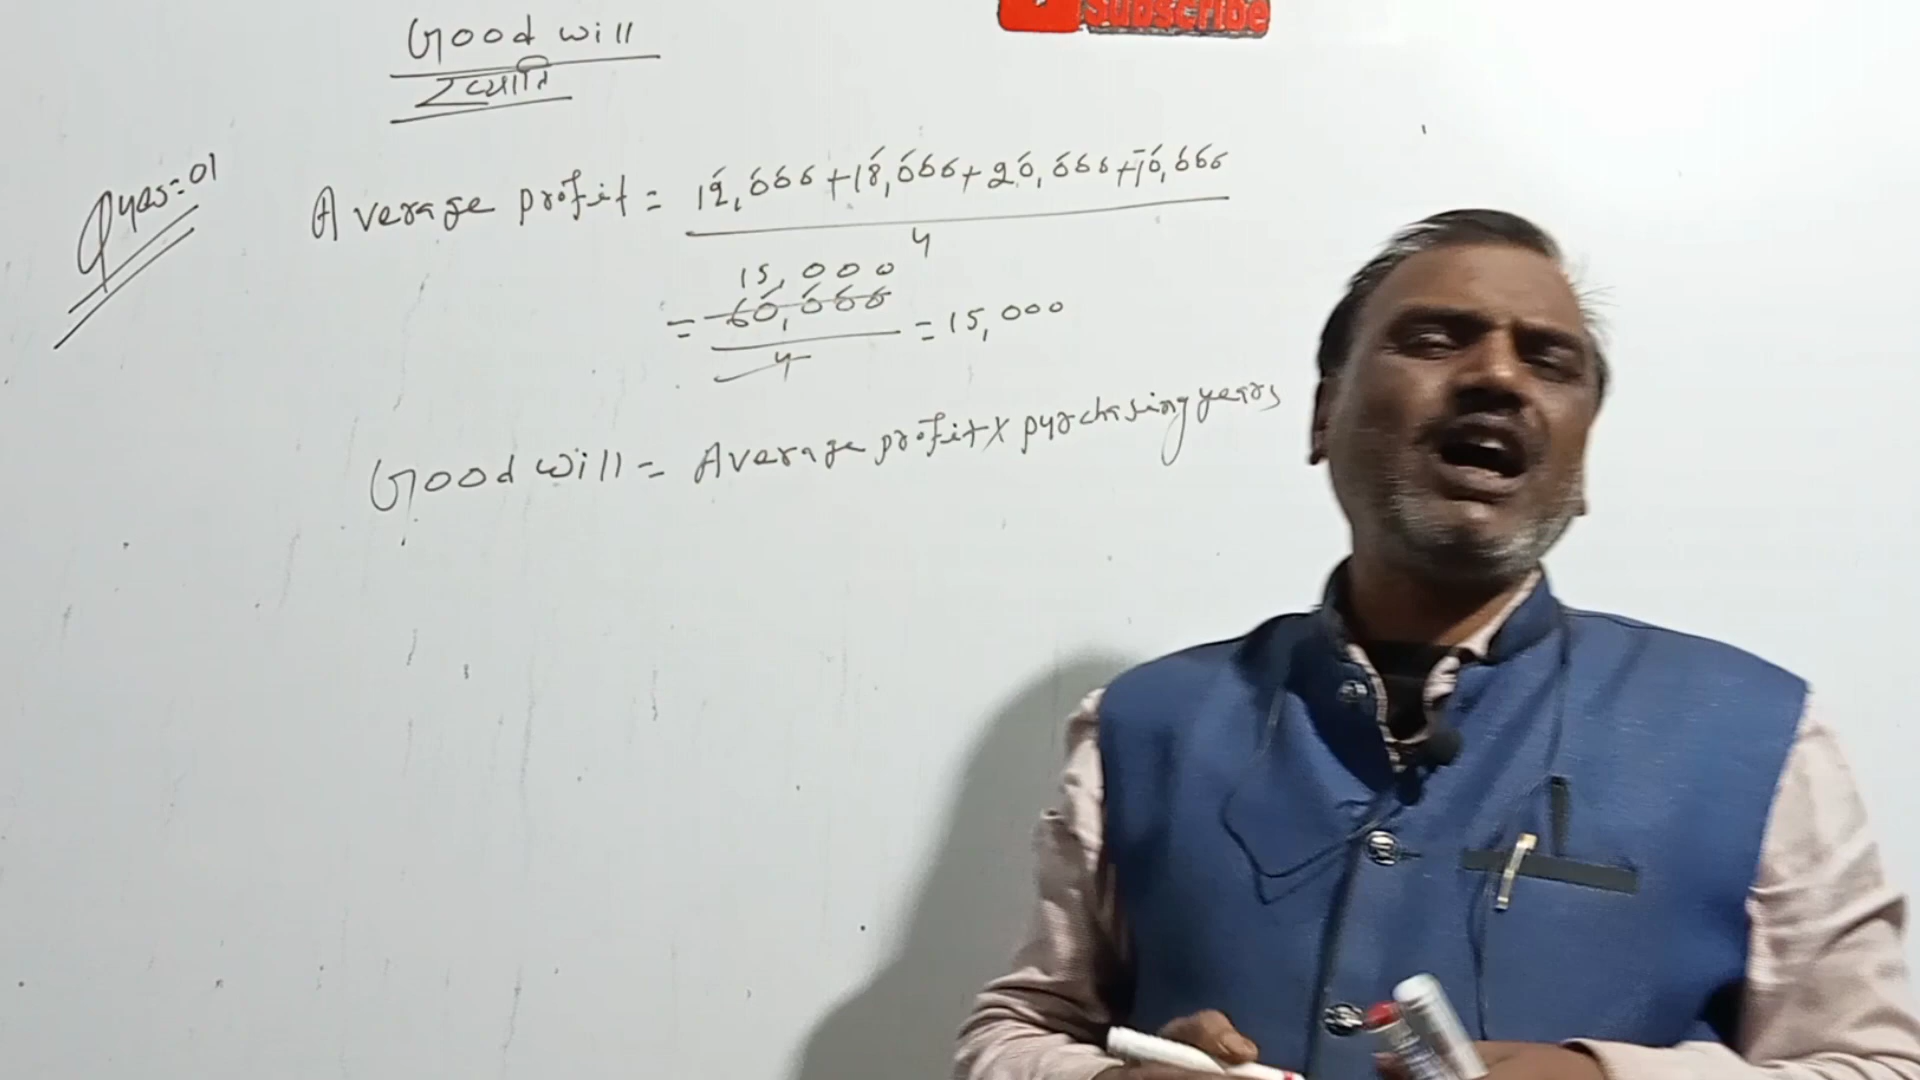 Subscribe
Good will
ख्याति
Ques=01
Average profit = 12,000+18,000+20,000+10,000
4
15,000
= 60,000 = 15,000
4
Good will = Average profit x purchasing years